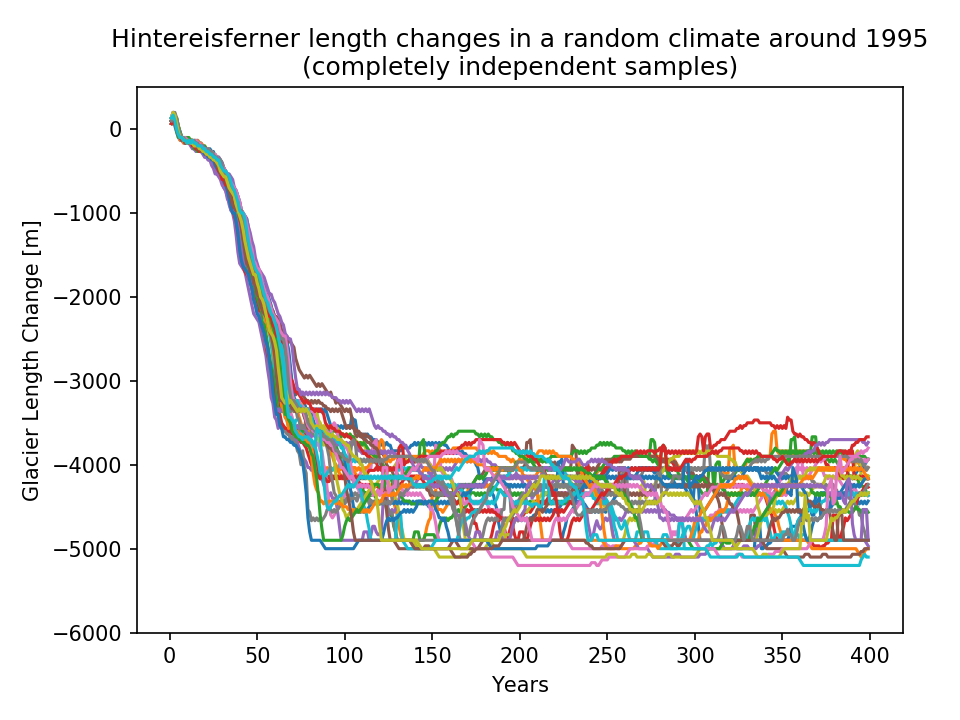 Hintereisferner length changes in a random climate around 1995
(completely independent samples)
Glacier Length Change [m]
0
−1000
−2000
−3000
−4000
−5000
−6000
0 50 100 150 200 250 300 350 400
Years